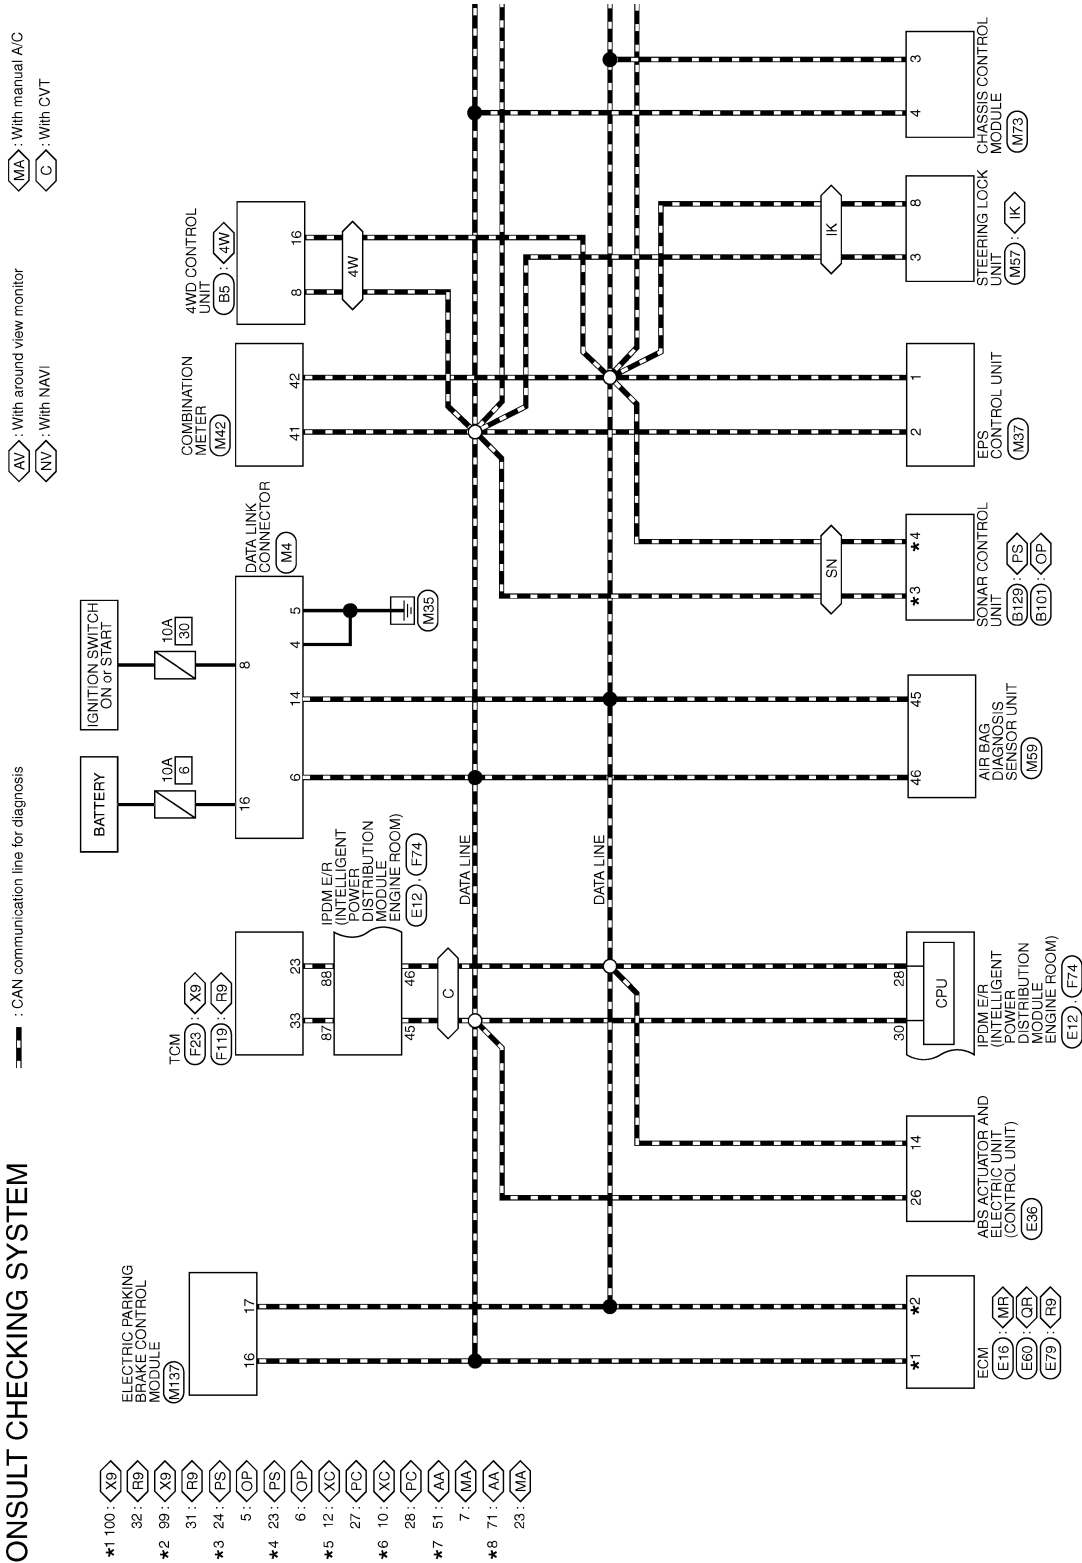 ONSULT CHECKING SYSTEM
: CAN communication line for diagnosis
AV : With around view monitor
NV : With NAVI
MA : With manual A/C
C : With CVT
*1 100 : X9
32 : R9
*2 99 : X9
31 : R9
*3 24 : PS
5 : OP
*4 23 : PS
6 : OP
*5 12 : XC
27 : PC
*6 10 : XC
28 : PC
*7 51 : AA
7 : MA
*8 71 : AA
23 : MA
ELECTRIC PARKING
BRAKE CONTROL
MODULE
M137
16
17
TCM
F23 : X9
F119 : R9
33
23
87
88
45
46
IPDM E/R
(INTELLIGENT
POWER
DISTRIBUTION
MODULE
ENGINE ROOM)
E12 , F74
C
BATTERY
10A
6
IGNITION SWITCH
ON or START
10A
30
16
8
6
14
4
5
DATA LINK
CONNECTOR
M4
M35
COMBINATION
METER
M42
41
42
4WD CONTROL
UNIT
B5 : 4W
8
16
4W
DATA LINE
DATA LINE
*1
*2
ECM
E16 : MR
E60 : QR
E79 : R9
26
14
ABS ACTUATOR AND
ELECTRIC UNIT
(CONTROL UNIT)
E36
30
28
CPU
IPDM E/R
(INTELLIGENT
POWER
DISTRIBUTION
MODULE
ENGINE ROOM)
E12 , F74
46
45
AIR BAG
DIAGNOSIS
SENSOR UNIT
M59
SN
*3
*4
SONAR CONTROL
UNIT
B129 : PS
B101 : OP
2
1
EPS
CONTROL UNIT
M37
IK
3
8
STEERING LOCK
UNIT
M57 : IK
4
3
CHASSIS CONTROL
MODULE
M73